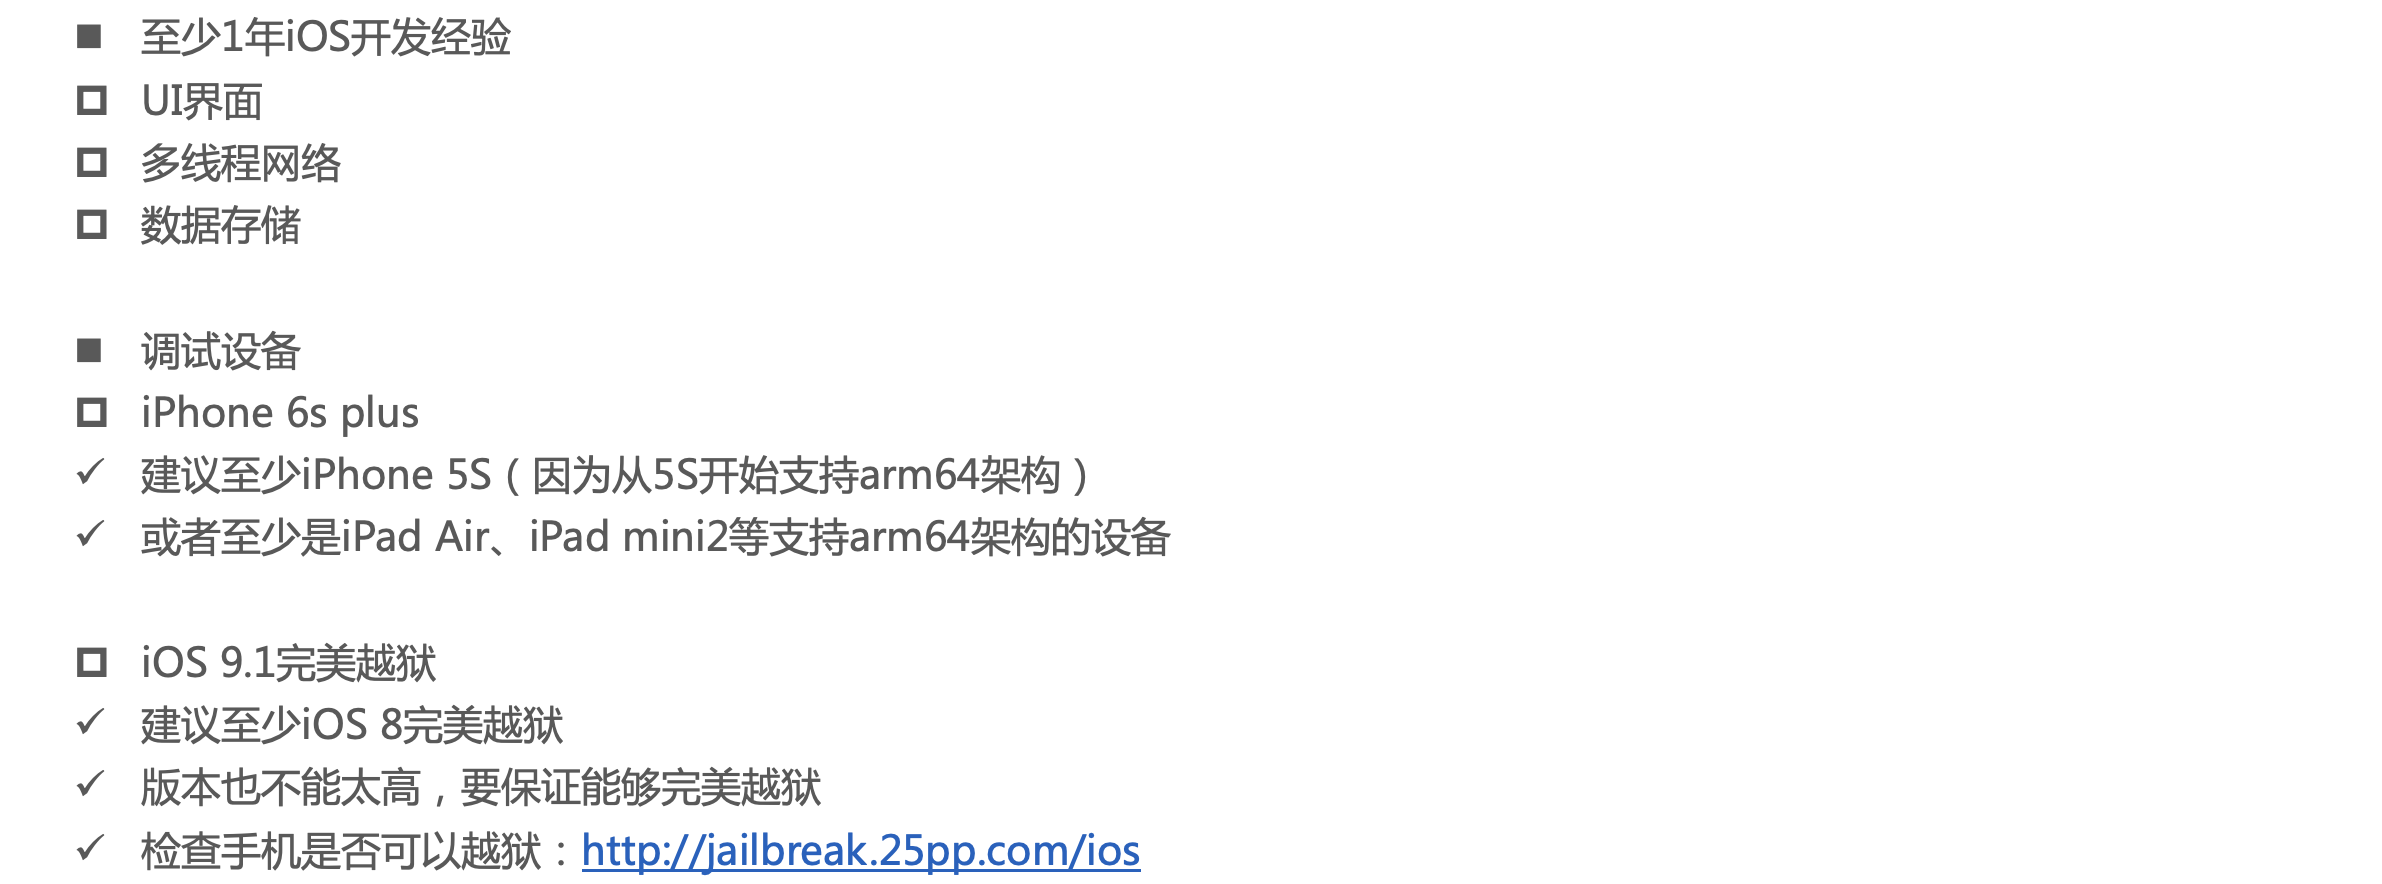 ■ 至少1年iOS开发经验
□ UI界面
□ 多线程网络
□ 数据存储
■ 调试设备
□ iPhone 6s plus
✓ 建议至少iPhone 5S（因为从5S开始支持arm64架构）
✓ 或者至少是iPad Air、iPad mini2等支持arm64架构的设备
□ iOS 9.1完美越狱
✓ 建议至少iOS 8完美越狱
✓ 版本也不能太高，要保证能够完美越狱
✓ 检查手机是否可以越狱：http://jailbreak.25pp.com/ios